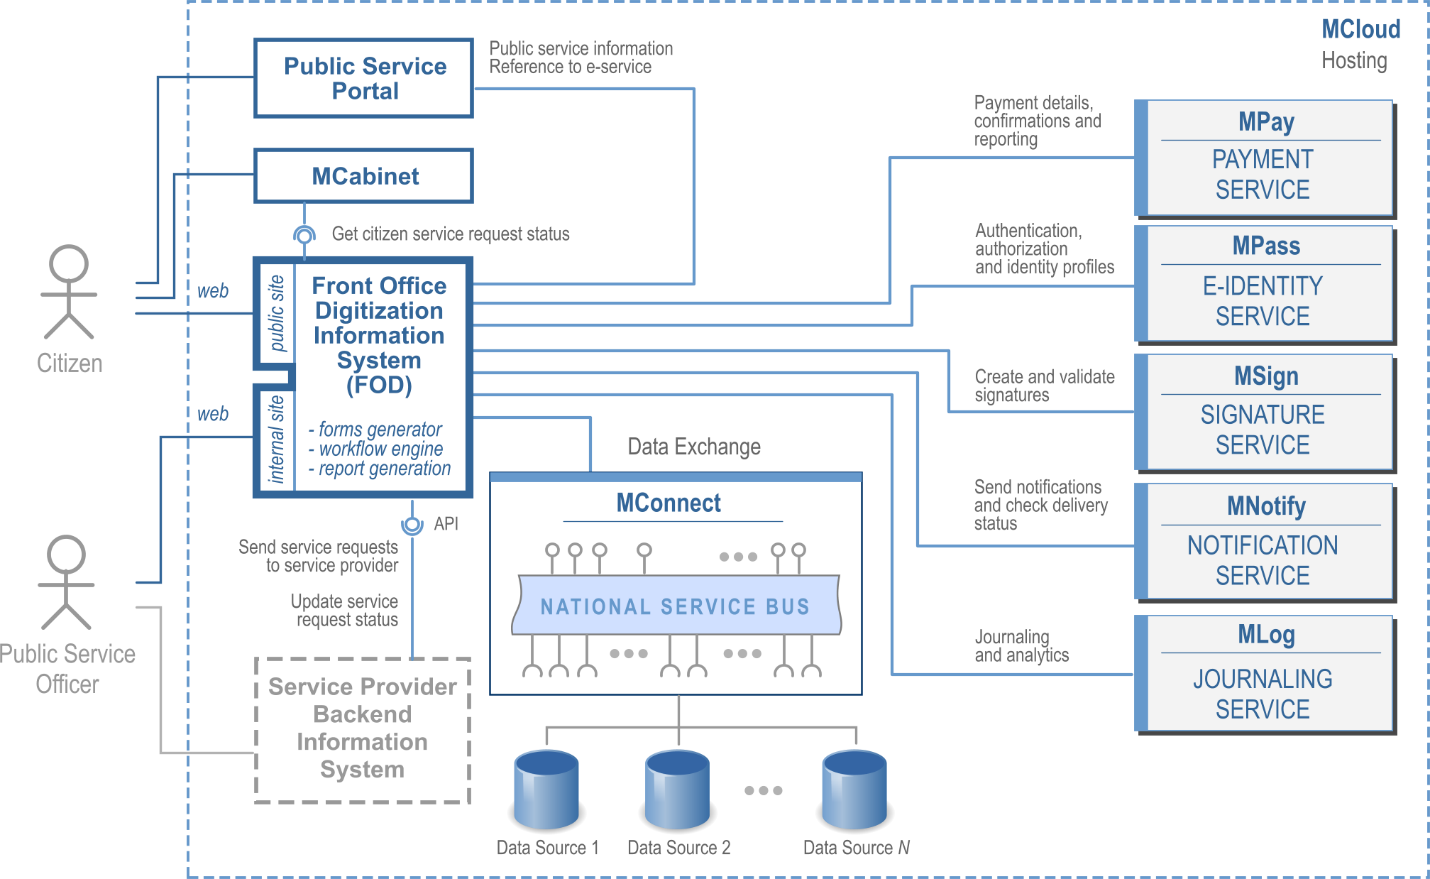 MCloud
Hosting
Public Service
Portal
Public service information
Reference to e-service
MCabinet
Get citizen service request status
Citizen
web
public site
Front Office
Digitization
Information
System
(FOD)
- forms generator
- workflow engine
- report generation
web
internal site
Public Service
Officer
API
Send service requests
to service provider
Update service
request status
Service Provider
Backend
Information
System
Data Exchange
MConnect
NATIONAL SERVICE BUS
Data Source 1
Data Source 2
Data Source N
Payment details,
confirmations and
reporting
MPay
PAYMENT
SERVICE
Authentication,
authorization
and identity profiles
MPass
E-IDENTITY
SERVICE
Create and validate
signatures
MSign
SIGNATURE
SERVICE
Send notifications
and check delivery
status
MNotify
NOTIFICATION
SERVICE
Journaling
and analytics
MLog
JOURNALING
SERVICE